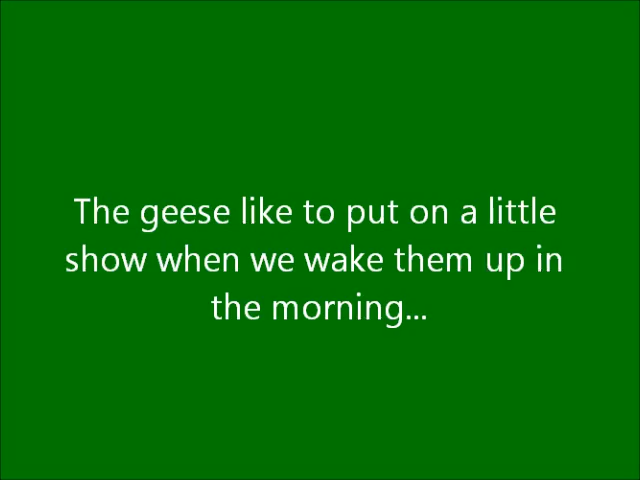 The geese like to put on a little
show when we wake them up in
the morning...